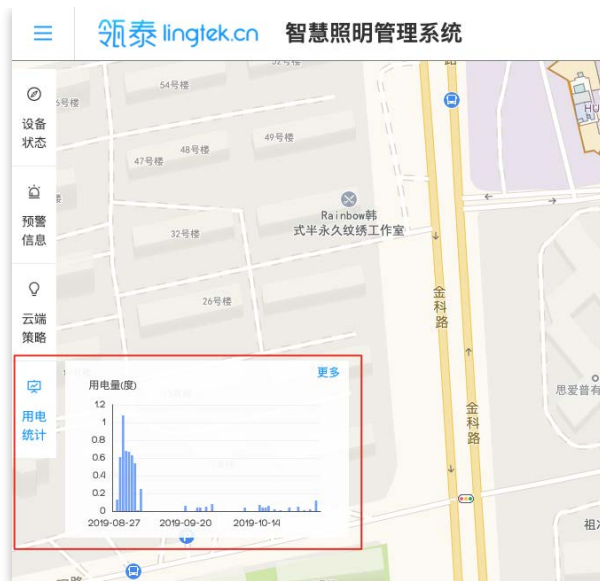 瓴泰 lingtek.cn 智慧照明管理系统
54号楼
设备
状态
49号楼
48号楼
47号楼
预警
信息
Rainbow韩
式半永久纹绣工作室
32号楼
云端
策略
26号楼
金
科
路
用电
统计
更多
用电量(度)
1.2
1
0.8
0.6
0.4
0.2
0
2019-08-27 2019-09-20 2019-10-14
思爱普有
金
科
路
祖冲